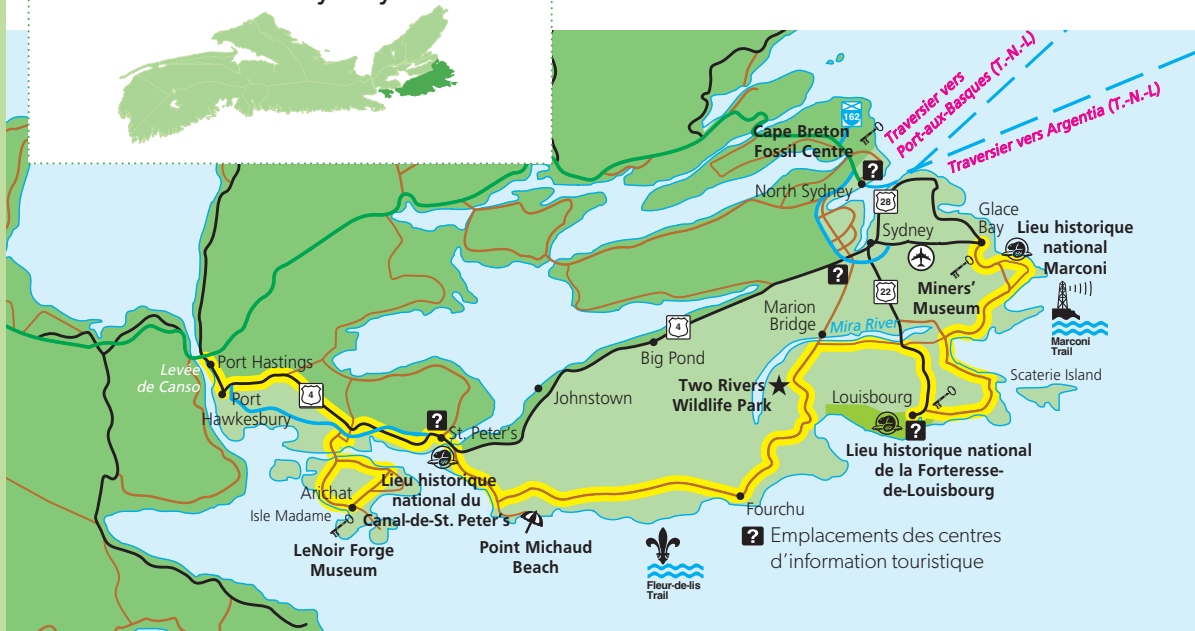 Traversier vers
Port-aux-Basques (T.-N.-L)
Traversier vers Argentia (T.-N.-L)
162
Cape Breton
Fossil Centre
?
North Sydney
28
Sydney
Glace
Bay
Lieu historique
national
Marconi
?
22
Miners'
Museum
Marion
Bridge
Mira River
Marconi
Trail
4
Big Pond
Port Hastings
Levée
de Canso
Port
Hawkesbury
4
Two Rivers
Wildlife Park
Scaterie Island
Louisbourg
Johnstown
?
St. Peter's
?
Lieu historique national
de la Forteresse-
de-Louisbourg
Lieu historique
national du
Canal-de-St. Peter's
Arichat
Isle Madame
Fourchu
LeNoir Forge
Museum
Point Michaud
Beach
Fleur-de-lis
Trail
? Emplacements des centres
d'information touristique